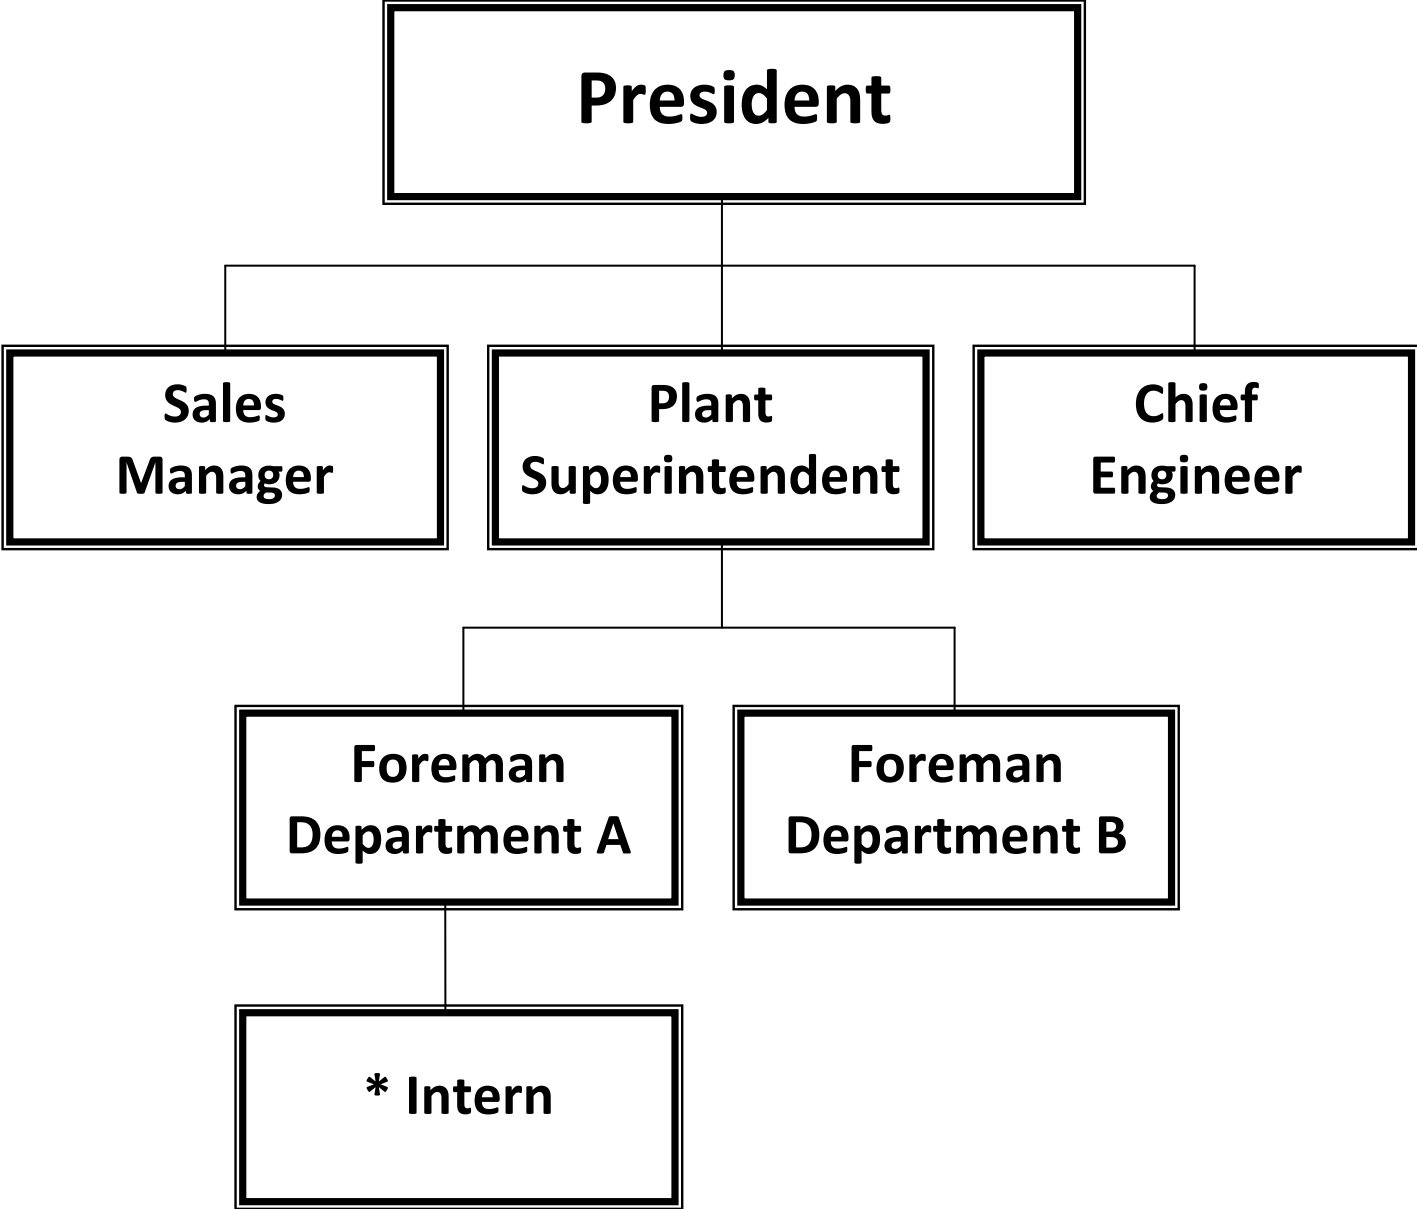 President
Sales
Manager
Plant
Superintendent
Chief
Engineer
Foreman
Department A
Foreman
Department B
* Intern